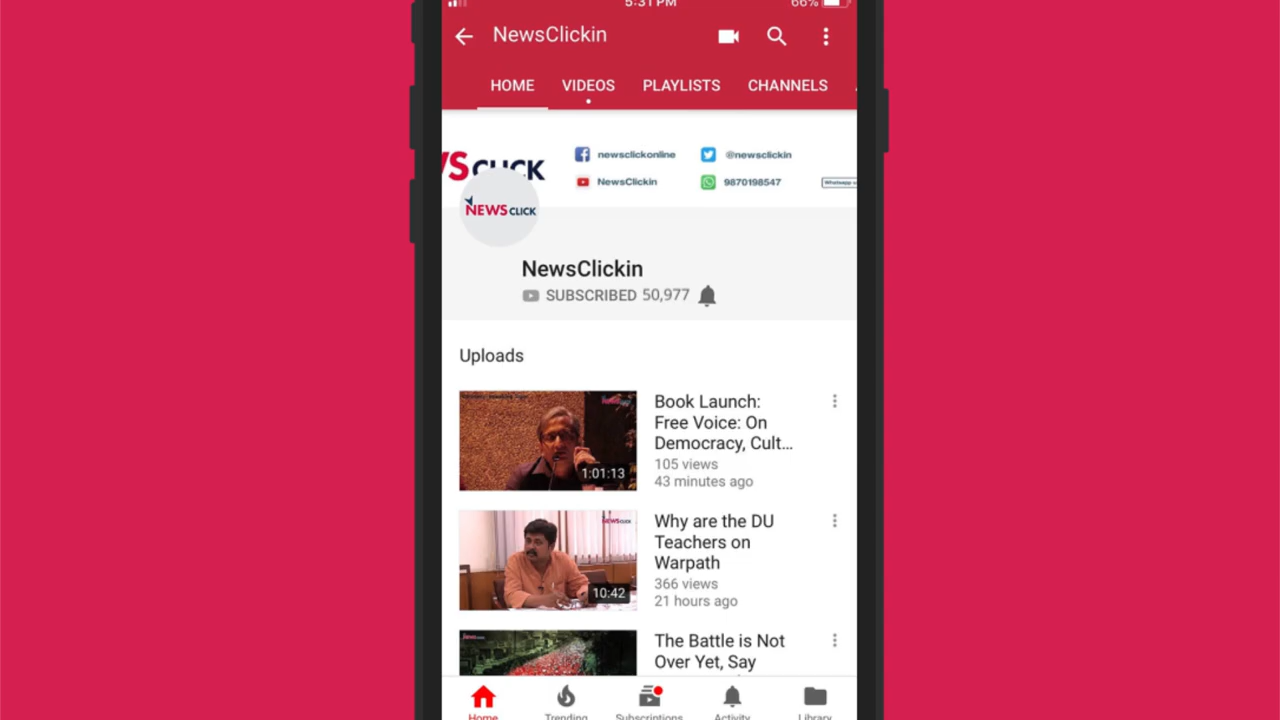 5:31 PM
66%
NewsClickin
HOME VIDEOS PLAYLISTS CHANNELS
newsclickonline @newsclickin
NewsClickin 9870198547
CLICK
NEWS CLICK
NewsClickin
SUBSCRIBED 50,977
Uploads
Book Launch:
Free Voice: On
Democracy, Cult...
105 views
43 minutes ago
1:01:13
Why are the DU
Teachers on
Warpath
366 views
21 hours ago
NEWSCLICK
10:42
The Battle is Not
Over Yet, Say
Home Trending Subscriptions Activity Library